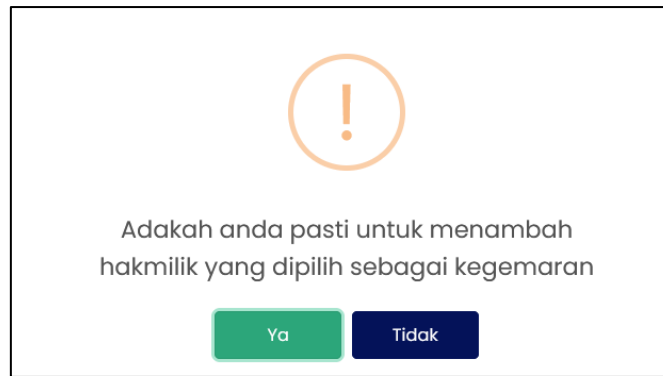 !
Adakah anda pasti untuk menambah
hakmilik yang dipilih sebagai kegemaran
Ya Tidak